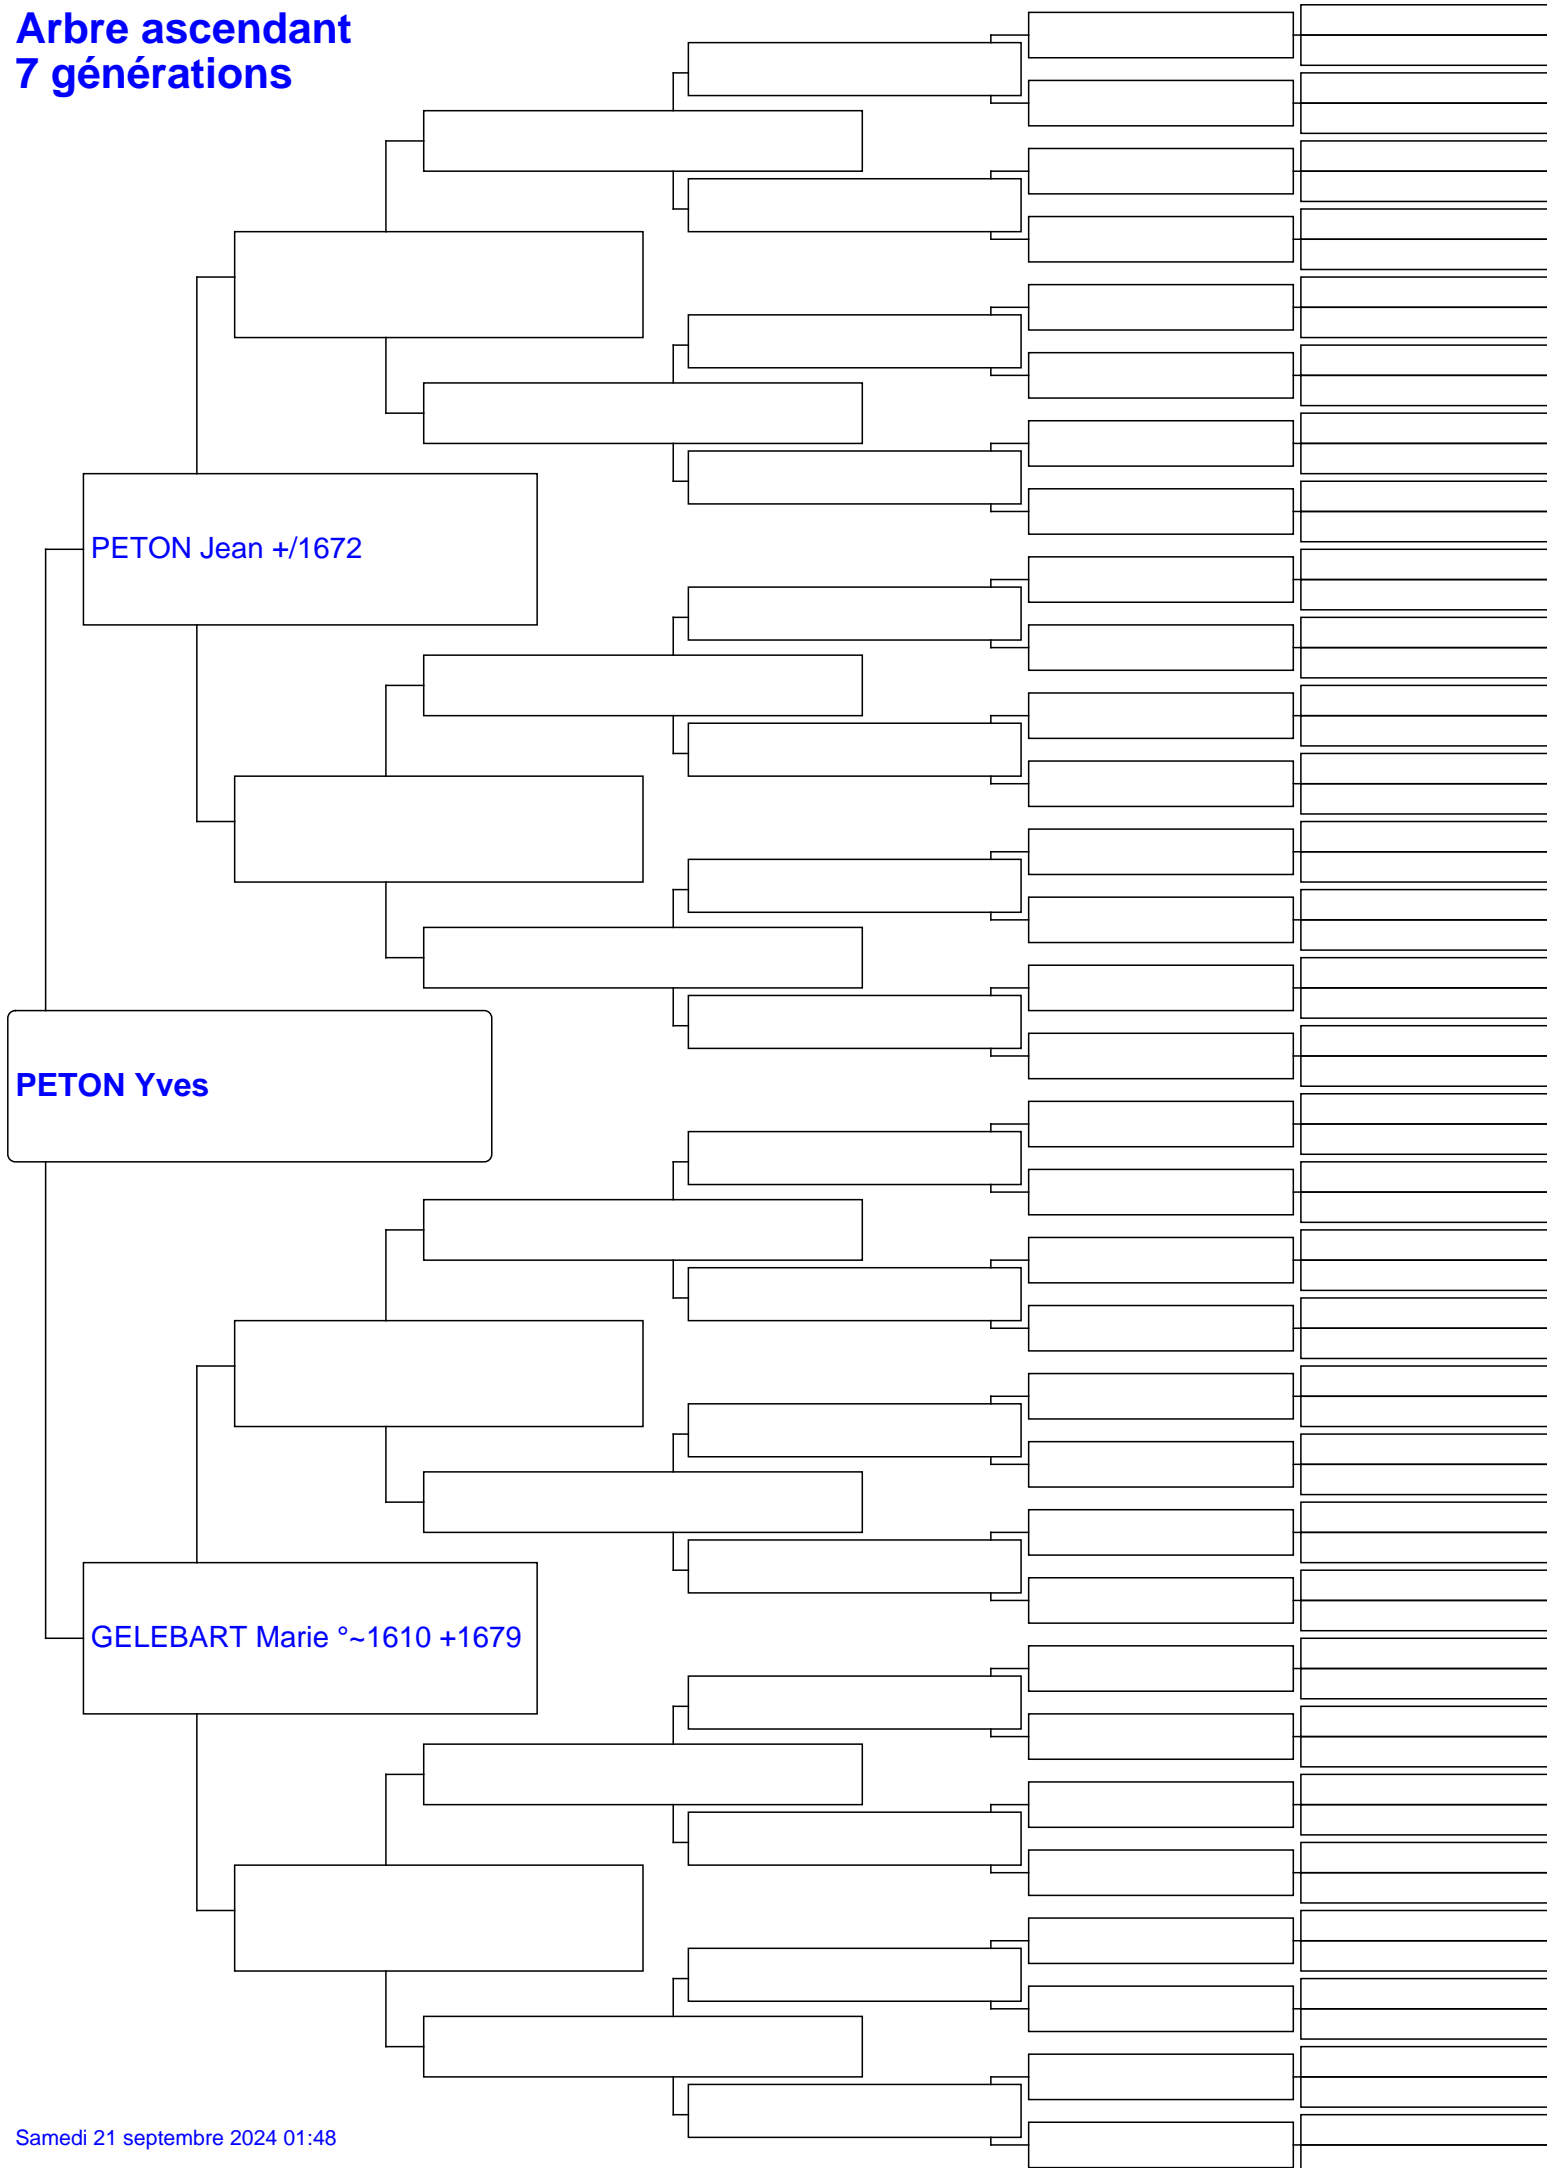 Arbre ascendant
7 générations
PETON Jean +/1672
PETON Yves
GELEBART Marie °~1610 +1679
Samedi 21 septembre 2024 01:48